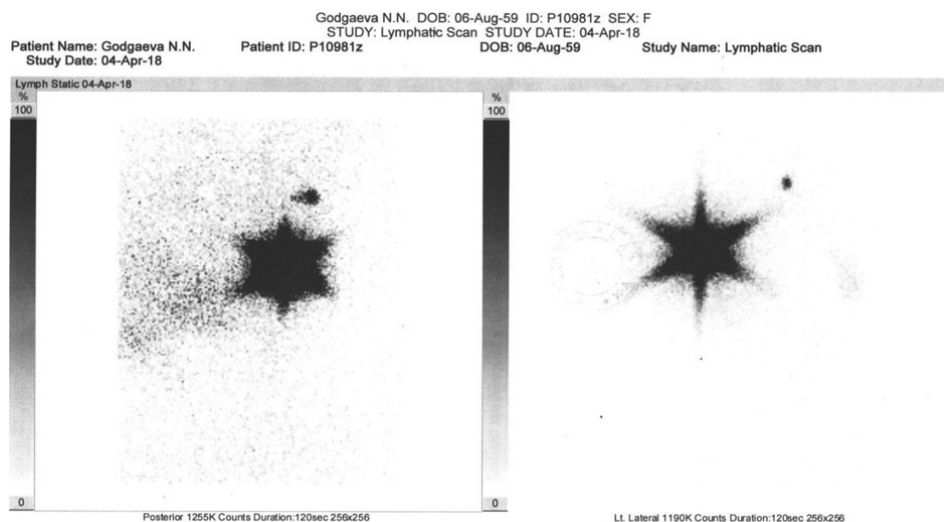 Godgaeva N.N. DOB: 06-Aug-59 ID: P10981z SEX: F
STUDY: Lymphatic Scan STUDY DATE: 04-Apr-18
Patient Name: Godgaeva N.N. Patient ID: P10981z DOB: 06-Aug-59 Study Name: Lymphatic Scan
Study Date: 04-Apr-18
Lymph Static 04-Apr-18
% %
100 100
0 0
Posterior 1255K Counts Duration:120sec 256x256 Lt. Lateral 1190K Counts Duration:120sec 256x256